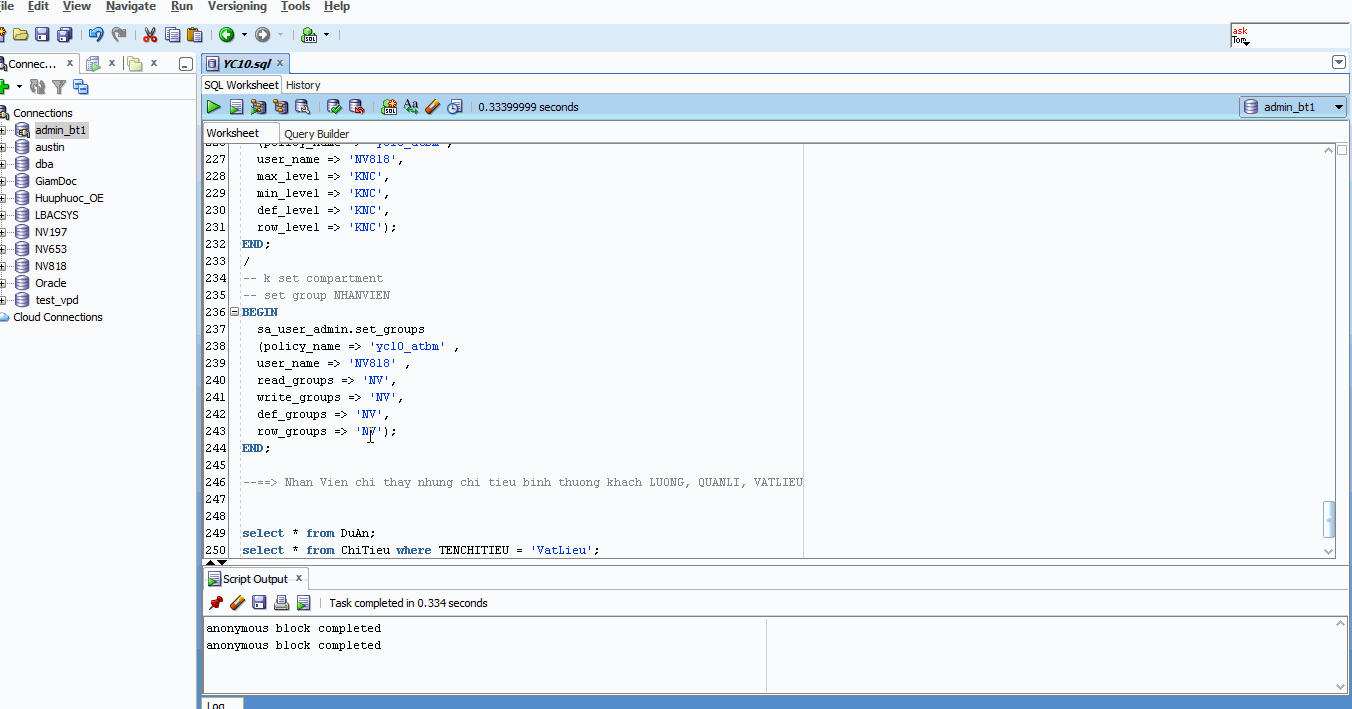 ile Edit View Navigate Run Versioning Tools Help
ask
Tom
Connec...
YC10.sql
SQL Worksheet History
0.33399999 seconds
admin_bt1
Connections
admin_bt1
austin
dba
GiamDoc
Huuphuoc_OE
LBACSYS
NV197
NV653
NV818
Oracle
test_vpd
Cloud Connections
Worksheet Query Builder
227 user_name => 'NV818',
228 max_level => 'KNC',
229 min_level => 'KNC',
230 def_level => 'KNC',
231 row_level => 'KNC');
232 END;
233 /
234 -- k set compartment
235 -- set group NHANVIEN
236 BEGIN
237 sa_user_admin.set_groups
238 (policy_name => 'yc10_atbm' ,
239 user_name => 'NV818' ,
240 read_groups => 'NV',
241 write_groups => 'NV',
242 def_groups => 'NV',
243 row_groups => 'NV');
244 END;
245
246 --==> Nhan Vien chi thay nhung chi tieu binh thuong khach LUONG, QUANLI, VATLIEU
247
248
249 select * from DuAn;
250 select * from ChiTieu where TENCHITIEU = 'VatLieu';
Script Output
Task completed in 0.334 seconds
anonymous block completed
anonymous block completed
Log